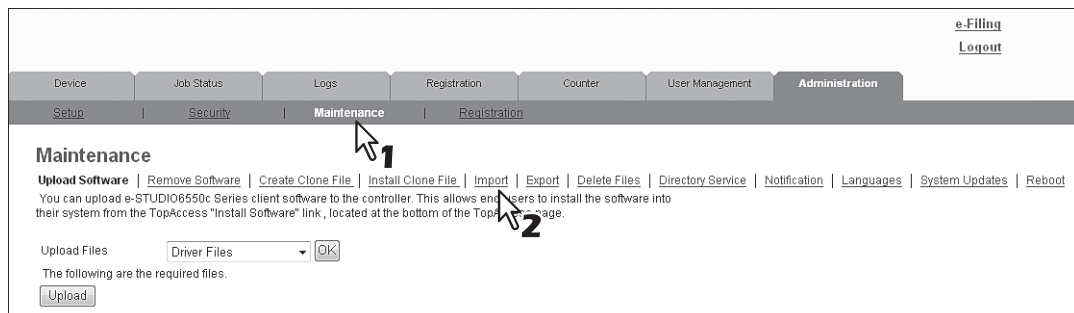 e-Filing
Logout
Device Job Status Logs Registration Counter User Management Administration
Setup | Security | Maintenance | Registration
1
Maintenance
Upload Software | Remove Software | Create Clone File | Install Clone File | Import | Export | Delete Files | Directory Service | Notification | Languages | System Updates | Reboot
You can upload e-STUDIO6550c Series client software to the controller. This allows end users to install the software into
their system from the TopAccess "Install Software" link , located at the bottom of the TopAccess page.
2
Upload Files Driver Files OK
The following are the required files.
Upload